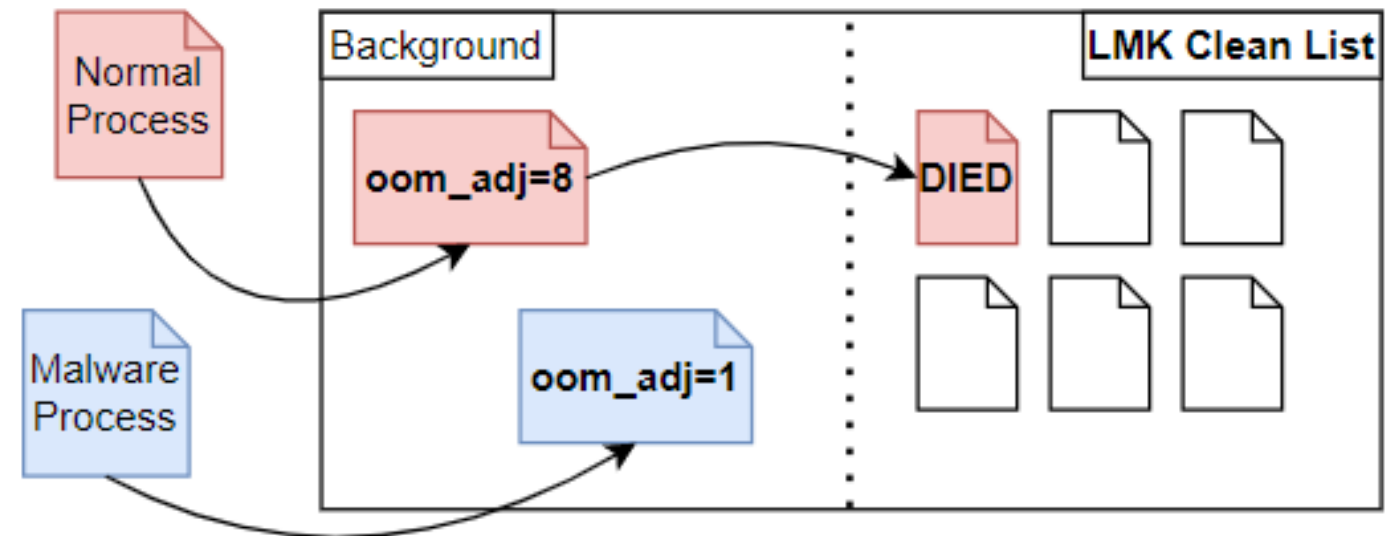 Normal
Process
Background
LMK Clean List
oom_adj=8
DIED
Malware
Process
oom_adj=1